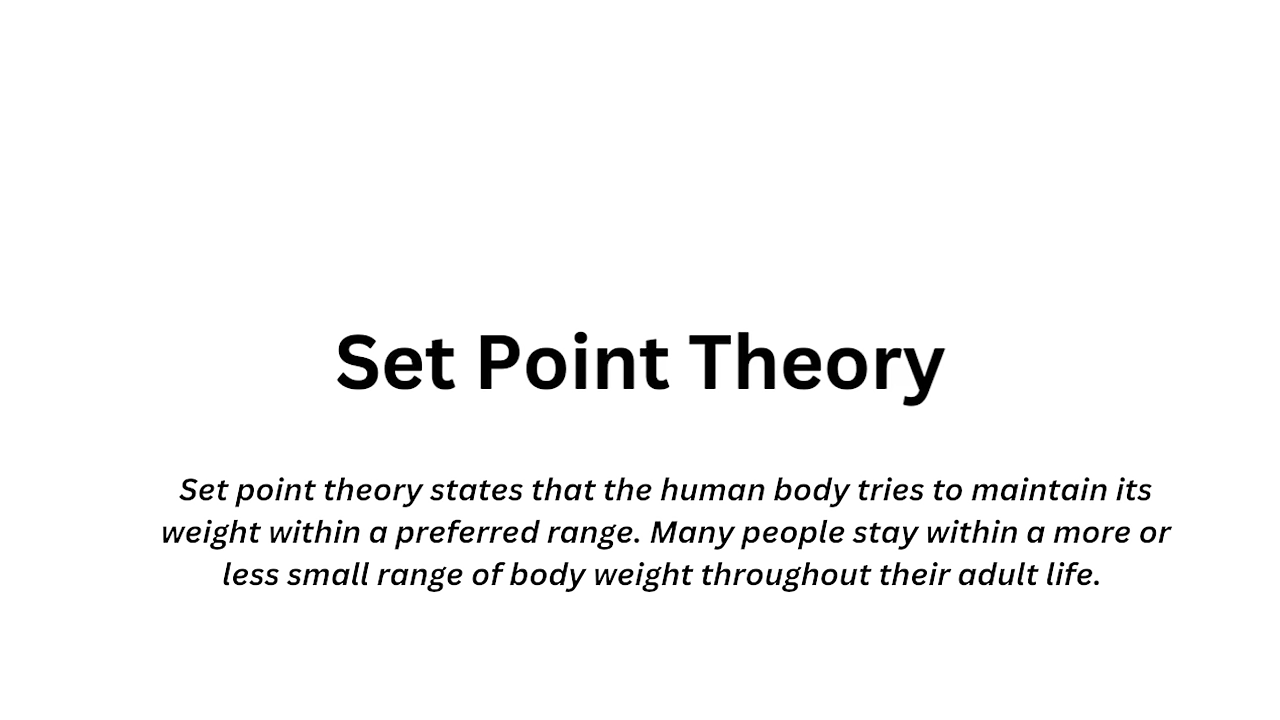 Set Point Theory
Set point theory states that the human body tries to maintain its
weight within a preferred range. Many people stay within a more or
less small range of body weight throughout their adult life.